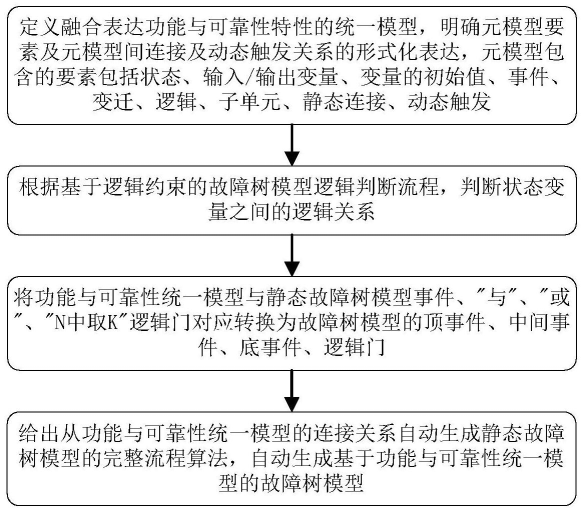 定义融合表达功能与可靠性特性的统一模型，明确元模型要
素及元模型间连接及动态触发关系的形式化表达，元模型包
含的要素包括状态、输入/输出变量、变量的初始值、事件、
变迁、逻辑、子单元、静态连接、动态触发
根据基于逻辑约束的故障树模型逻辑判断流程，判断状态变
量之间的逻辑关系
将功能与可靠性统一模型与静态故障树模型事件、"与"、"或
"、"N中取K"逻辑门对应转换为故障树模型的顶事件、中间事
件、底事件、逻辑门
给出从功能与可靠性统一模型的连接关系自动生成静态故障
树模型的完整流程算法，自动生成基于功能与可靠性统一模
型的故障树模型